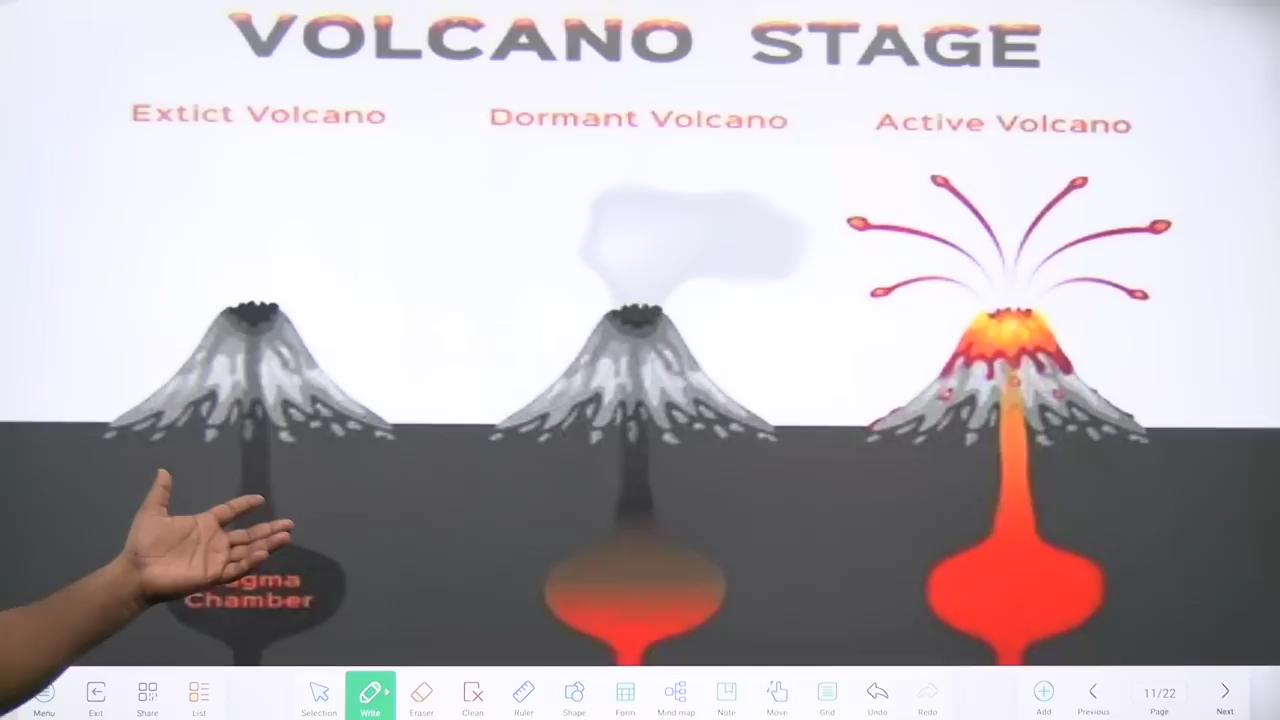 VOLCANO STAGE
Extict Volcano
Dormant Volcano
Active Volcano
Chamber
Menu
Exit
Share
List
Selection
Write
Eraser
Clean
Ruler
Shape
Form
Mind map
Note
Move
Grid
Undo
Redo
Add
Previous
11/22
Page
Next